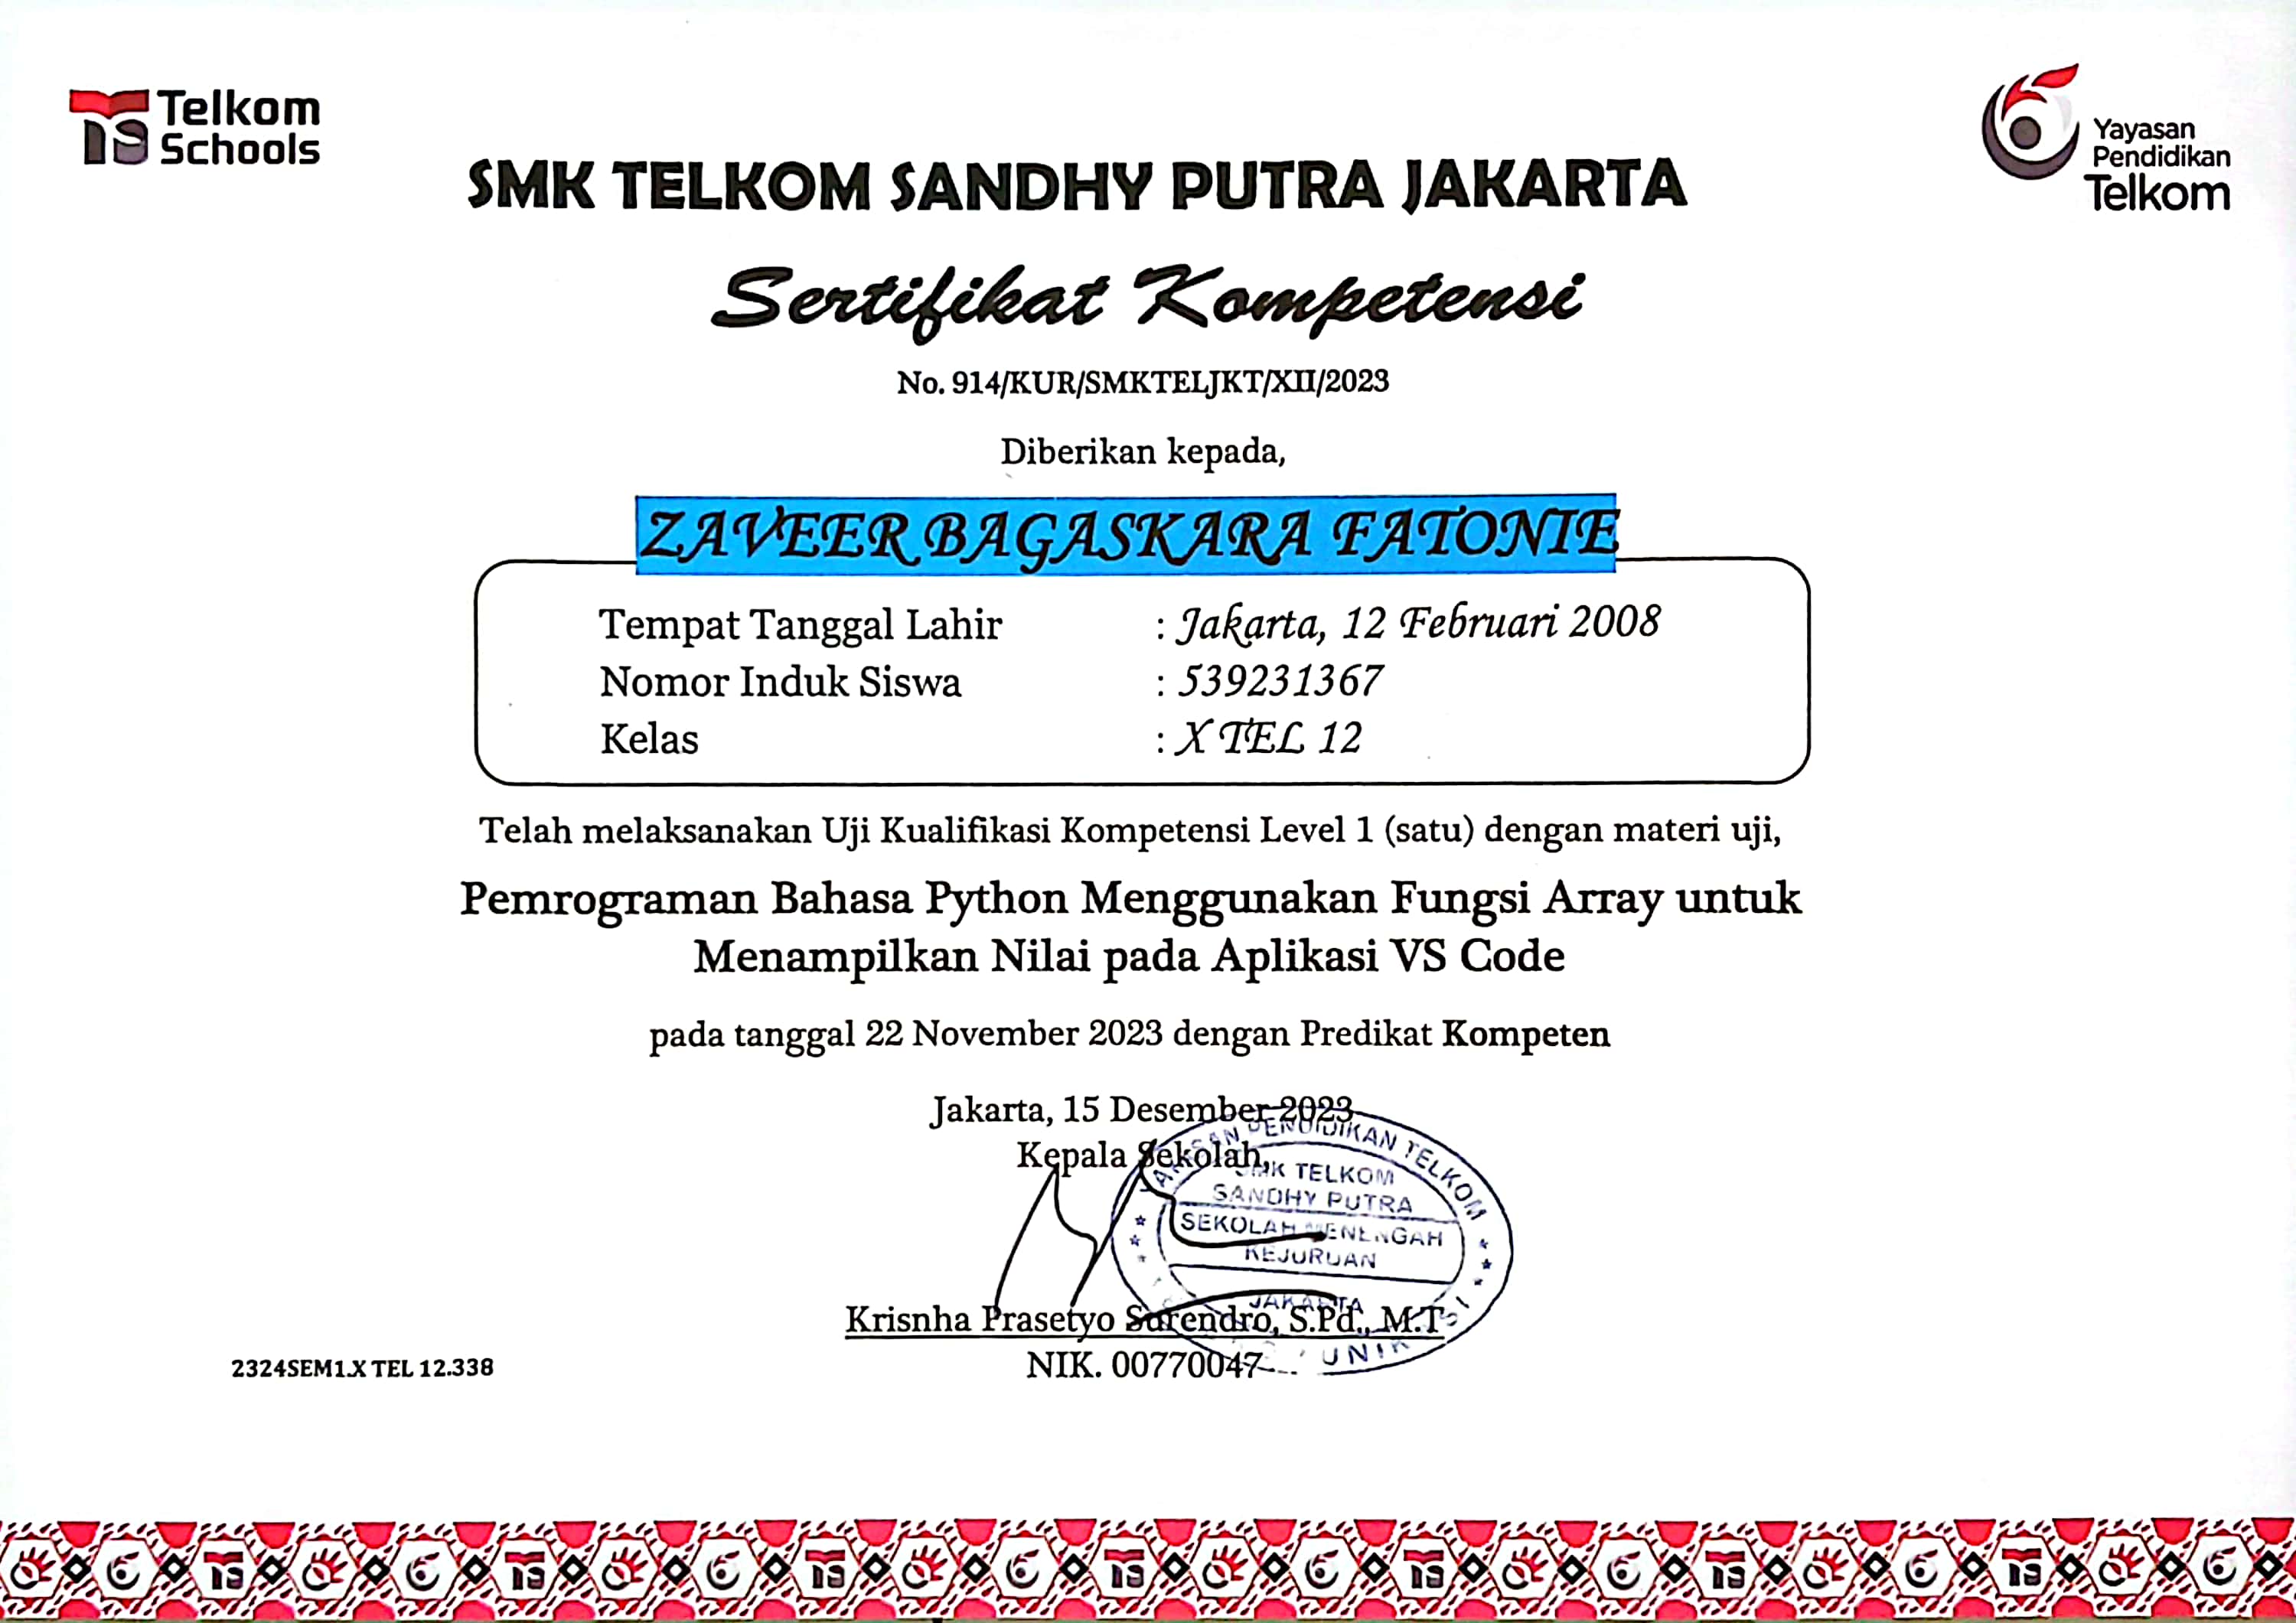 Telkom
Schools
Yayasan
Pendidikan
Telkom
SMK TELKOM SANDHY PUTRA JAKARTA
Sertifikat Kompetensi
No. 914/KUR/SMKTELJKT/XII/2023
Diberikan kepada,
ZAVEER BAGASKARA FATONIE
Tempat Tanggal Lahir : Jakarta, 12 Februari 2008
Nomor Induk Siswa : 539231367
Kelas : X TEL 12
Telah melaksanakan Uji Kualifikasi Kompetensi Level 1 (satu) dengan materi uji,
Pemrograman Bahasa Python Menggunakan Fungsi Array untuk
Menampilkan Nilai pada Aplikasi VS Code
pada tanggal 22 November 2023 dengan Predikat Kompeten
Jakarta, 15 Desember 2023
Kepala Sekolah,
YAYASAN PENDIDIKAN TELKOM
SMK TELKOM
SANDHY PUTRA
SEKOLAH MENENGAH
KEJURUAN
JAKARTA
Krisnha Prasetyo Surendro, S.Pd., M.T
NIK. 00770047
2324SEM1.X TEL 12.338